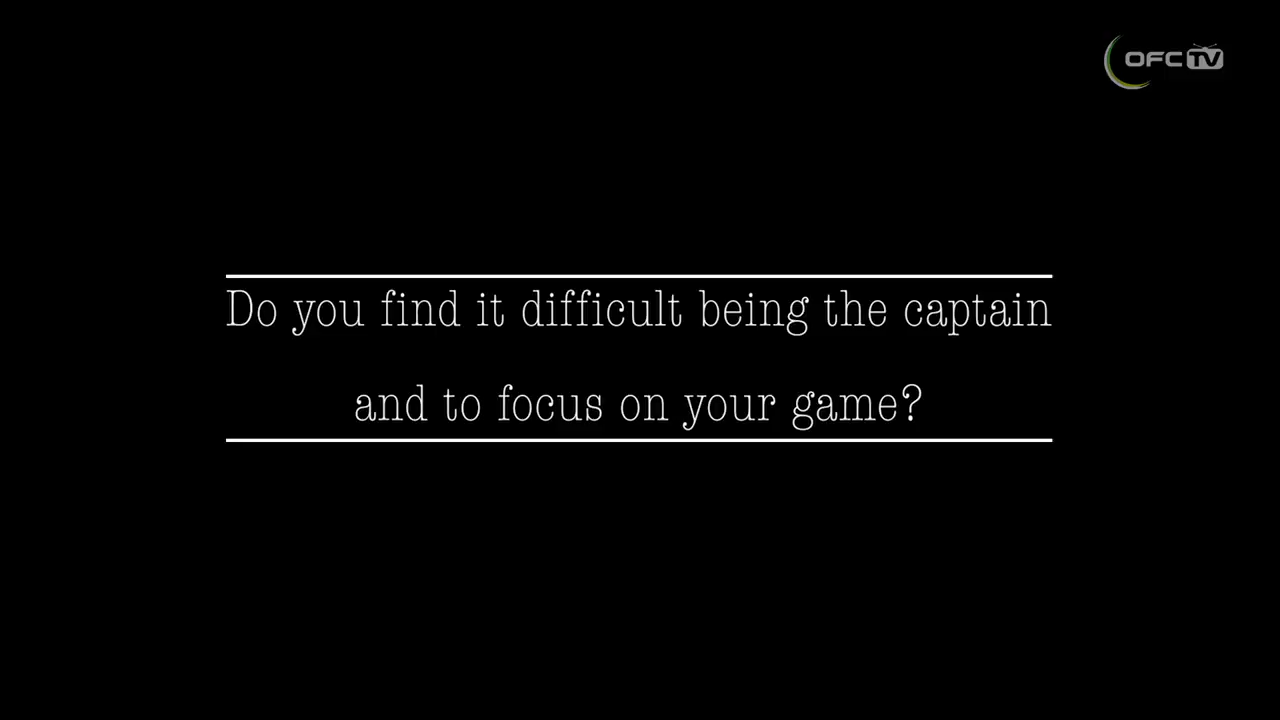 OFC TV
Do you find it difficult being the captain
and to focus on your game?